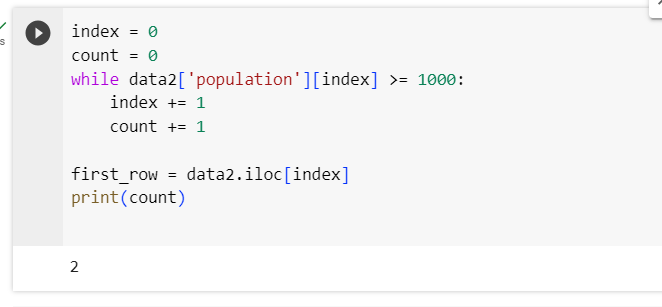 index = 0
count = 0
while data2['population'][index] >= 1000:
    index += 1
    count += 1
first_row = data2.iloc[index]
print(count)
2